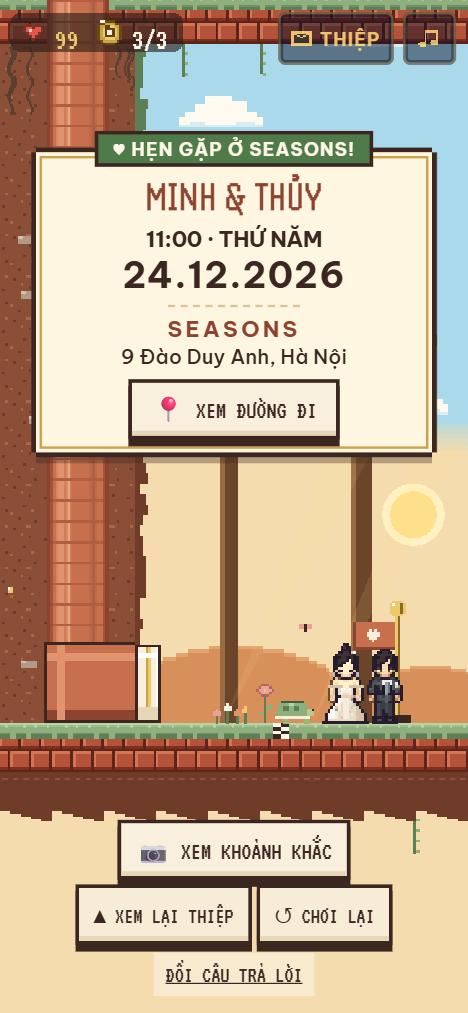 99
3/3
THIỆP
HẸN GẶP Ở SEASONS!
MINH & THỦY
11:00 · THỨ NĂM
24.12.2026
SEASONS
9 Đào Duy Anh, Hà Nội
XEM ĐƯỜNG ĐI
XEM KHOẢNH KHẮC
XEM LẠI THIỆP
CHƠI LẠI
ĐỔI CÂU TRẢ LỜI